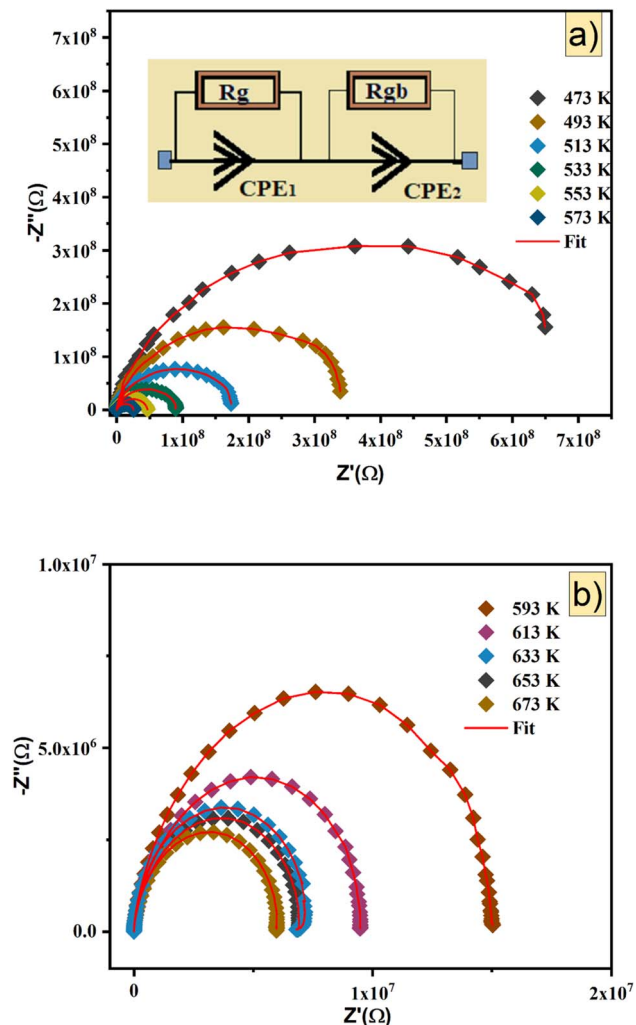 a)
7x10⁸
6x10⁸
5x10⁸
4x10⁸
3x10⁸
2x10⁸
1x10⁸
0
-Z''(Ω)
Rg
Rgb
CPE₁
CPE₂
473 K
493 K
513 K
533 K
553 K
573 K
Fit
0 1x10⁸ 2x10⁸ 3x10⁸ 4x10⁸ 5x10⁸ 6x10⁸ 7x10⁸
Z'(Ω)
b)
1.0x10⁷
5.0x10⁶
0.0
-Z''(Ω)
593 K
613 K
633 K
653 K
673 K
Fit
0 1x10⁷ 2x10⁷
Z'(Ω)